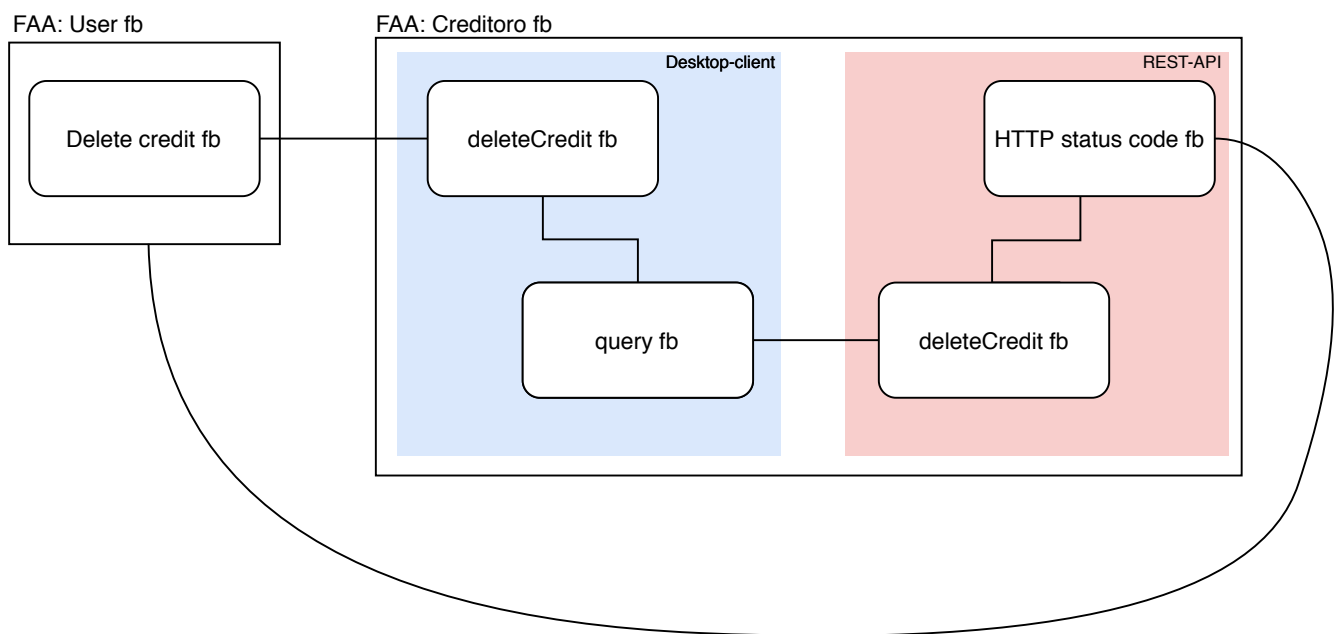 FAA: User fb
FAA: Creditoro fb
Desktop-client
REST-API
Delete credit fb
deleteCredit fb
HTTP status code fb
query fb
deleteCredit fb